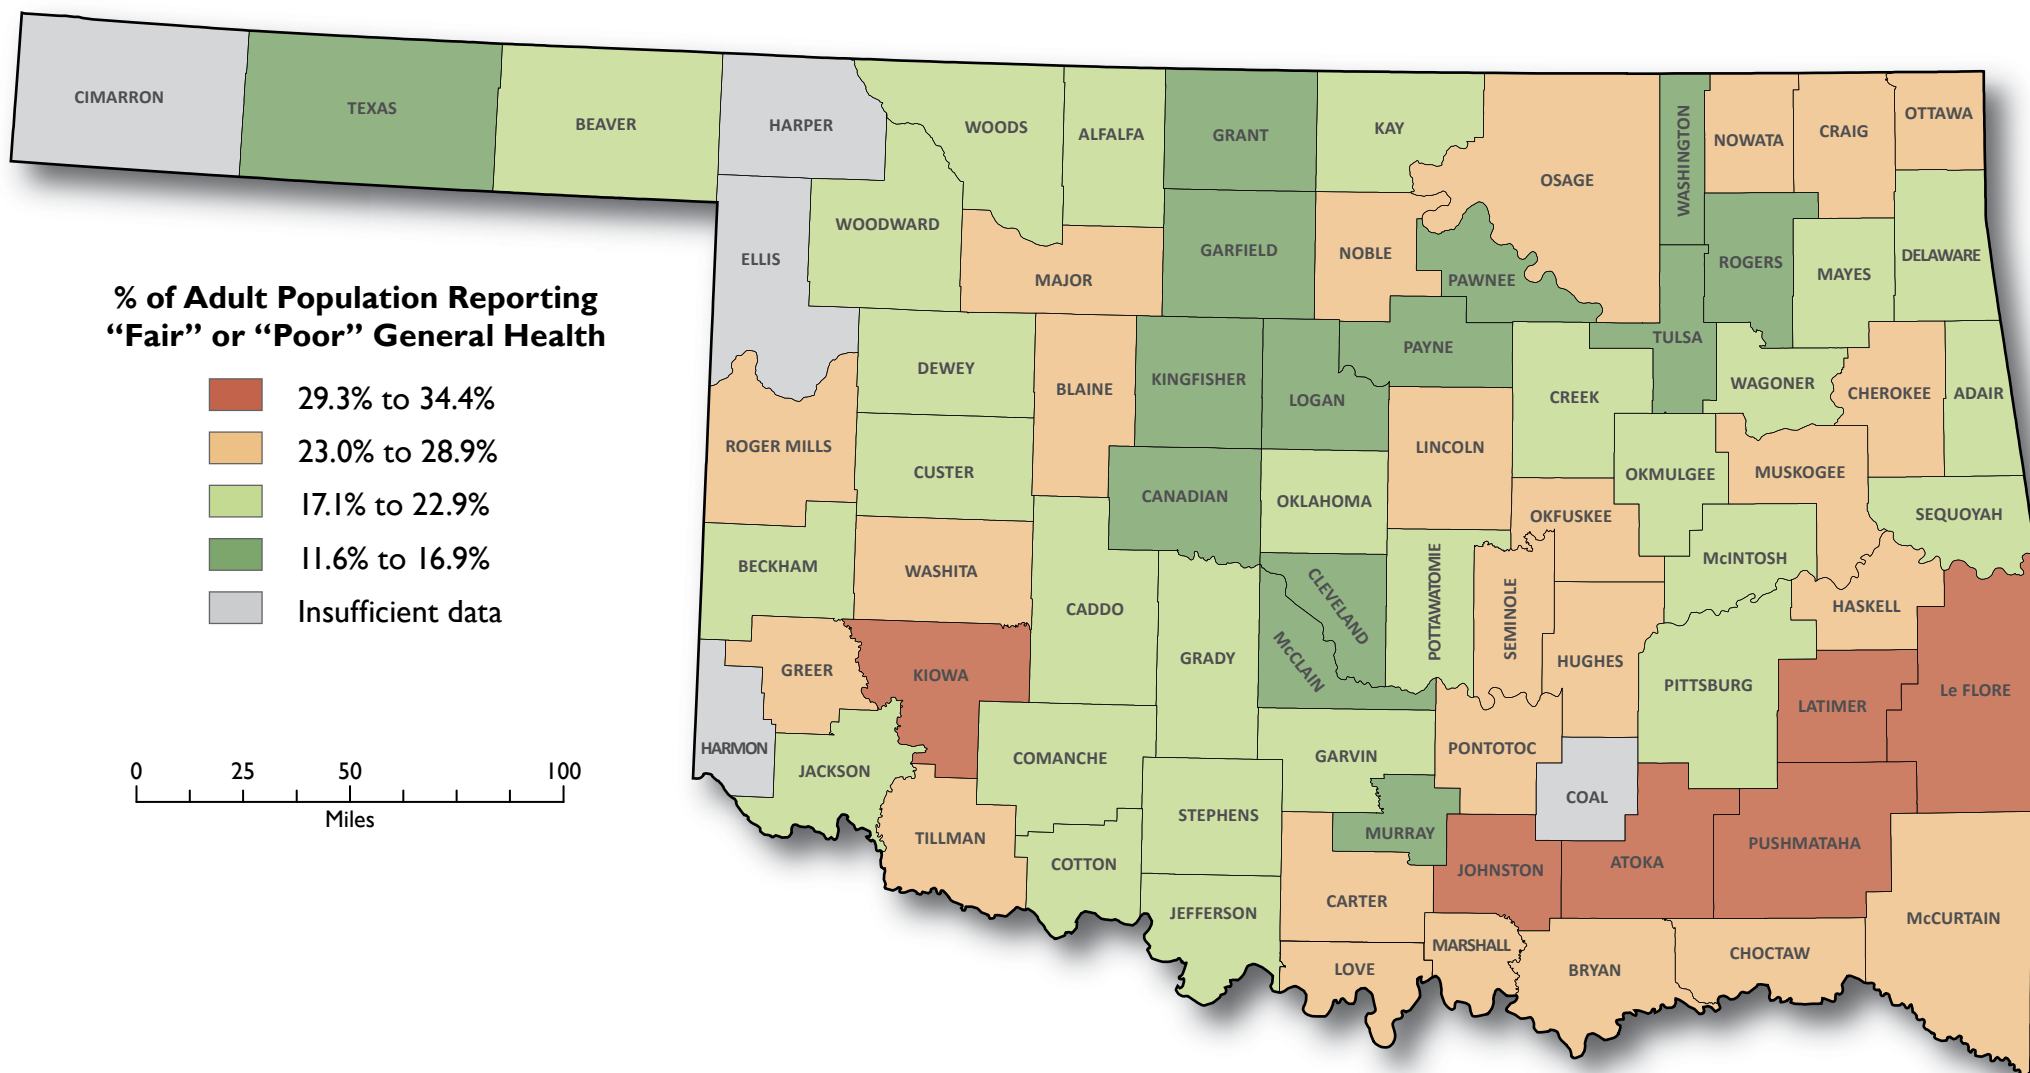 CIMARRON
TEXAS
BEAVER
HARPER
WOODS
ALFALFA
GRANT
KAY
OSAGE
WASHINGTON
NOWATA
CRAIG
OTTAWA
ELLIS
WOODWARD
MAJOR
GARFIELD
NOBLE
PAWNEE
ROGERS
MAYES
DELAWARE
% of Adult Population Reporting
“Fair” or “Poor” General Health
29.3% to 34.4%
23.0% to 28.9%
17.1% to 22.9%
11.6% to 16.9%
Insufficient data
DEWEY
BLAINE
KINGFISHER
LOGAN
PAYNE
TULSA
CREEK
WAGONER
CHEROKEE
ADAIR
ROGER MILLS
CUSTER
CANADIAN
OKLAHOMA
LINCOLN
OKFUSKEE
OKMULGEE
MUSKOGEE
SEQUOYAH
BECKHAM
WASHITA
CADDO
GRADY
McCLAIN
CLEVELAND
POTTAWATOMIE
SEMINOLE
HUGHES
McINTOSH
HASKELL
PITTSBURG
LATIMER
Le FLORE
GREER
KIOWA
HARMON
JACKSON
COMANCHE
STEPHENS
GARVIN
PONTOTOC
COAL
MURRAY
TILLMAN
COTTON
JEFFERSON
CARTER
JOHNSTON
ATOKA
PUSHMATAHA
LOVE
MARSHALL
BRYAN
CHOCTAW
McCURTAIN
0 25 50 100
Miles